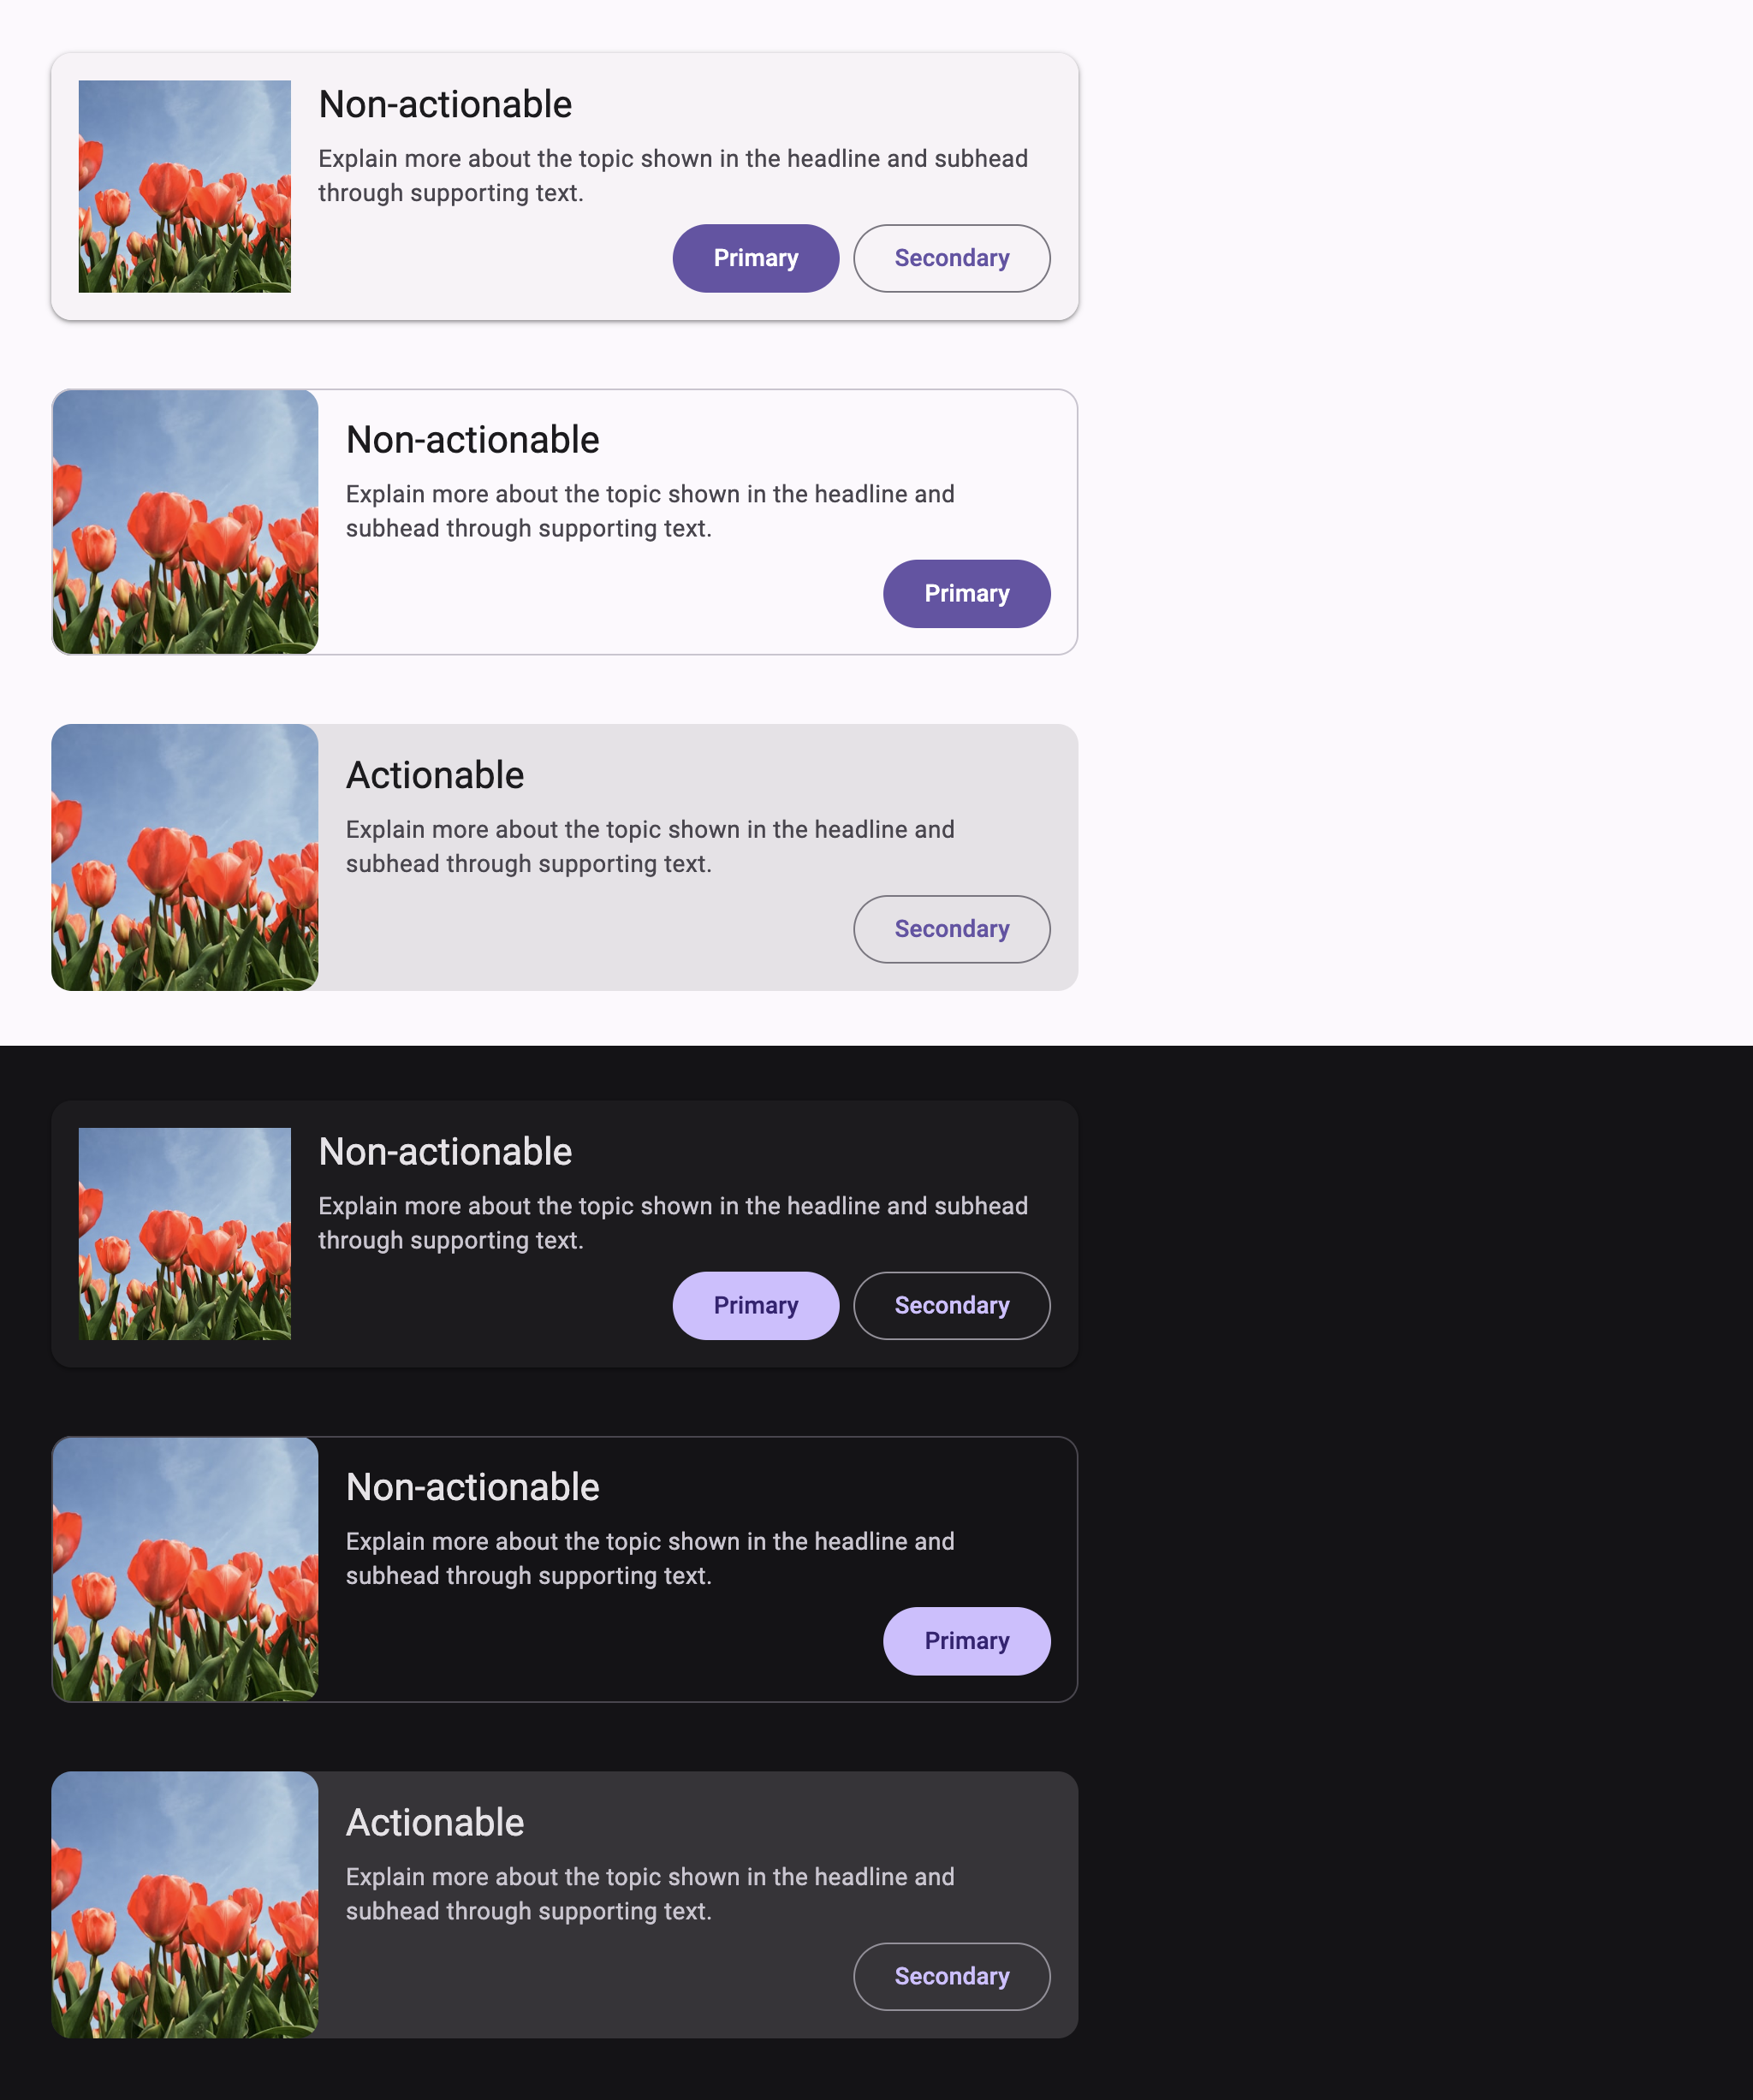 Non-actionable
Explain more about the topic shown in the headline and subhead
through supporting text.
Primary
Secondary
Non-actionable
Explain more about the topic shown in the headline and
subhead through supporting text.
Primary
Actionable
Explain more about the topic shown in the headline and
subhead through supporting text.
Secondary
Non-actionable
Explain more about the topic shown in the headline and subhead
through supporting text.
Primary
Secondary
Non-actionable
Explain more about the topic shown in the headline and
subhead through supporting text.
Primary
Actionable
Explain more about the topic shown in the headline and
subhead through supporting text.
Secondary